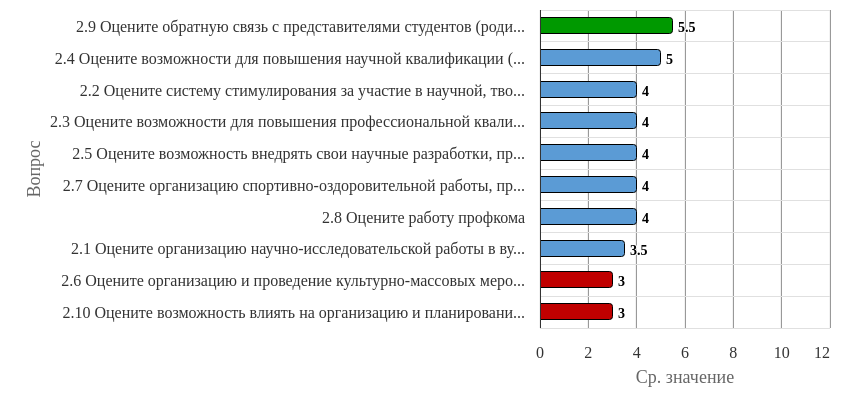 2.9 Оцените обратную связь с представителями студентов (роди... 5.5
2.4 Оцените возможности для повышения научной квалификации (... 5
2.2 Оцените систему стимулирования за участие в научной, тво... 4
2.3 Оцените возможности для повышения профессиональной квали... 4
2.5 Оцените возможность внедрять свои научные разработки, пр... 4
2.7 Оцените организацию спортивно-оздоровительной работы, пр... 4
2.8 Оцените работу профкома 4
2.1 Оцените организацию научно-исследовательской работы в ву... 3.5
2.6 Оцените организацию и проведение культурно-массовых меро... 3
2.10 Оцените возможность влиять на организацию и планировани... 3
Вопрос
0 2 4 6 8 10 12
Ср. значение